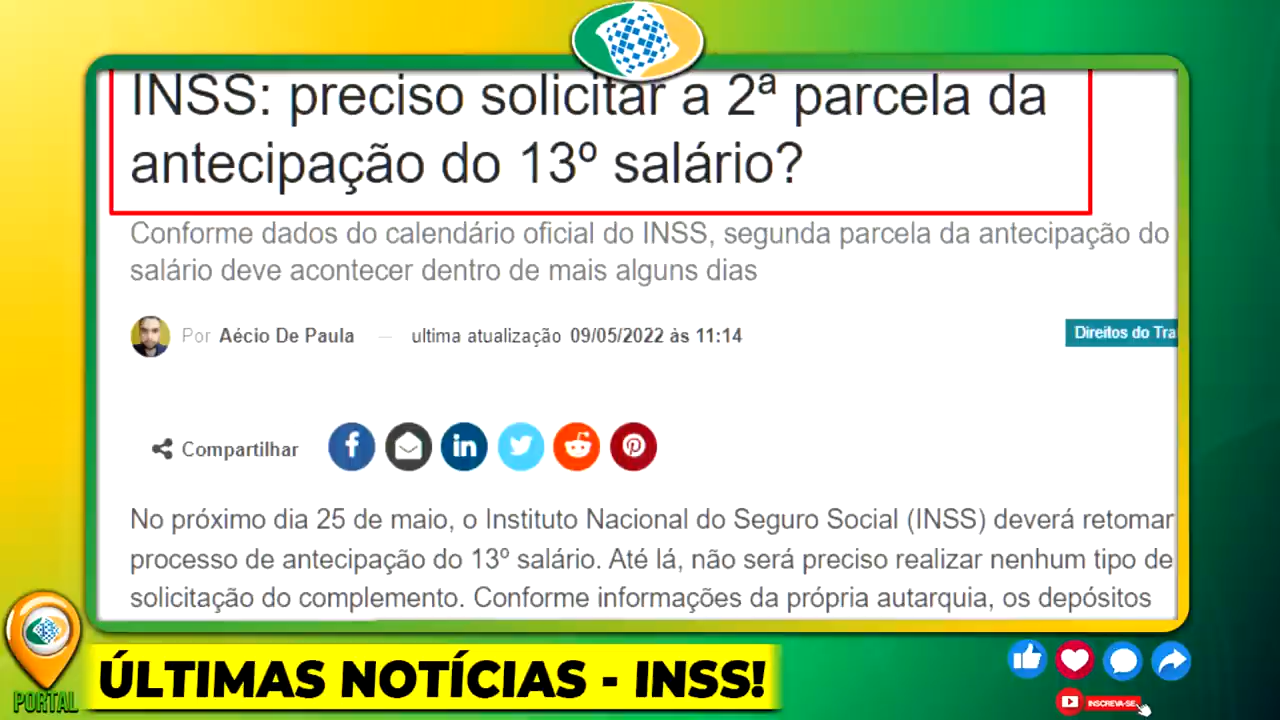 INSS: preciso solicitar a 2ª parcela da
antecipação do 13º salário?
Conforme dados do calendário oficial do INSS, segunda parcela da antecipação do
salário deve acontecer dentro de mais alguns dias
Por Aécio De Paula — ultima atualização 09/05/2022 às 11:14
Direitos do Tra
Compartilhar
No próximo dia 25 de maio, o Instituto Nacional do Seguro Social (INSS) deverá retomar
processo de antecipação do 13º salário. Até lá, não será preciso realizar nenhum tipo de
solicitação do complemento. Conforme informações da própria autarquia, os depósitos
PORTAL
ÚLTIMAS NOTÍCIAS - INSS!
INSCREVA-SE